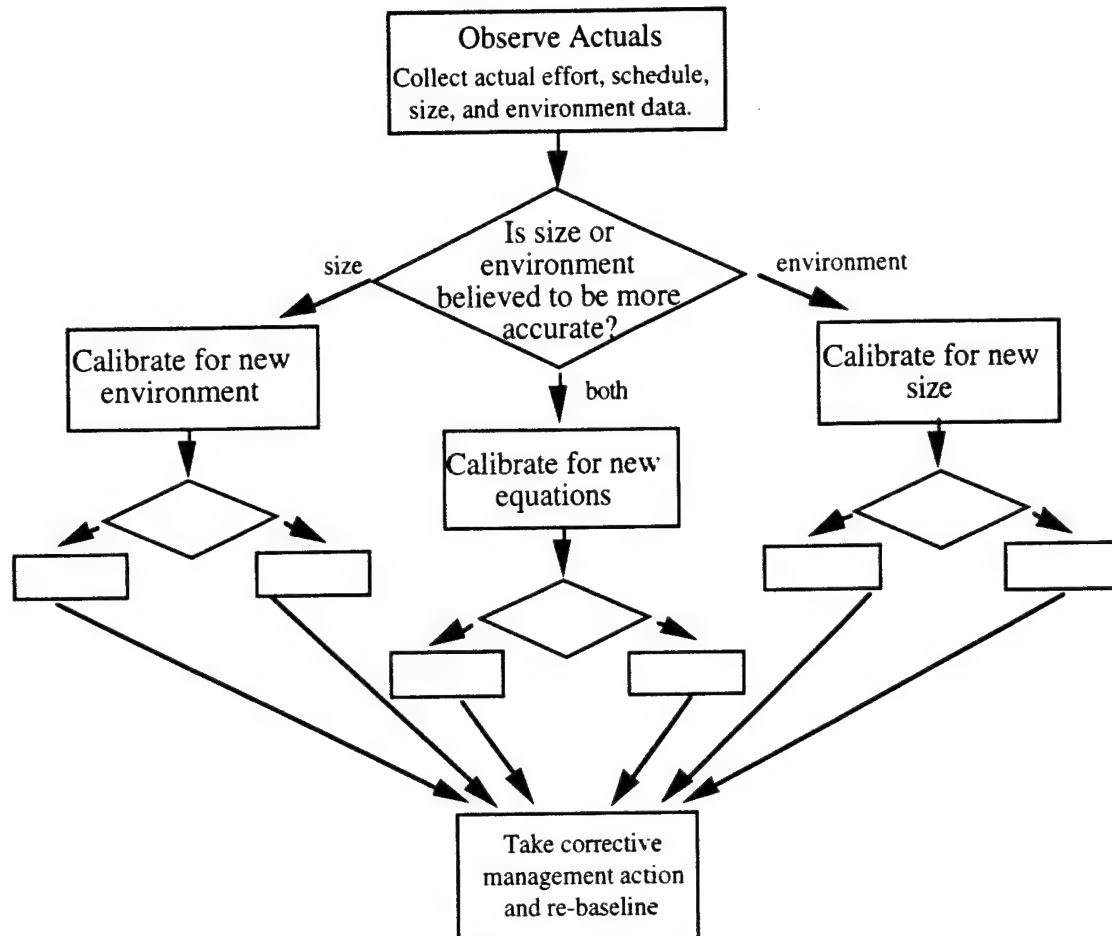 Observe Actuals
Collect actual effort, schedule,
size, and environment data.
Is size or
environment
believed to be more
accurate?
size
environment
both
Calibrate for new
environment
Calibrate for new
size
Calibrate for new
equations
Take corrective
management action
and re-baseline